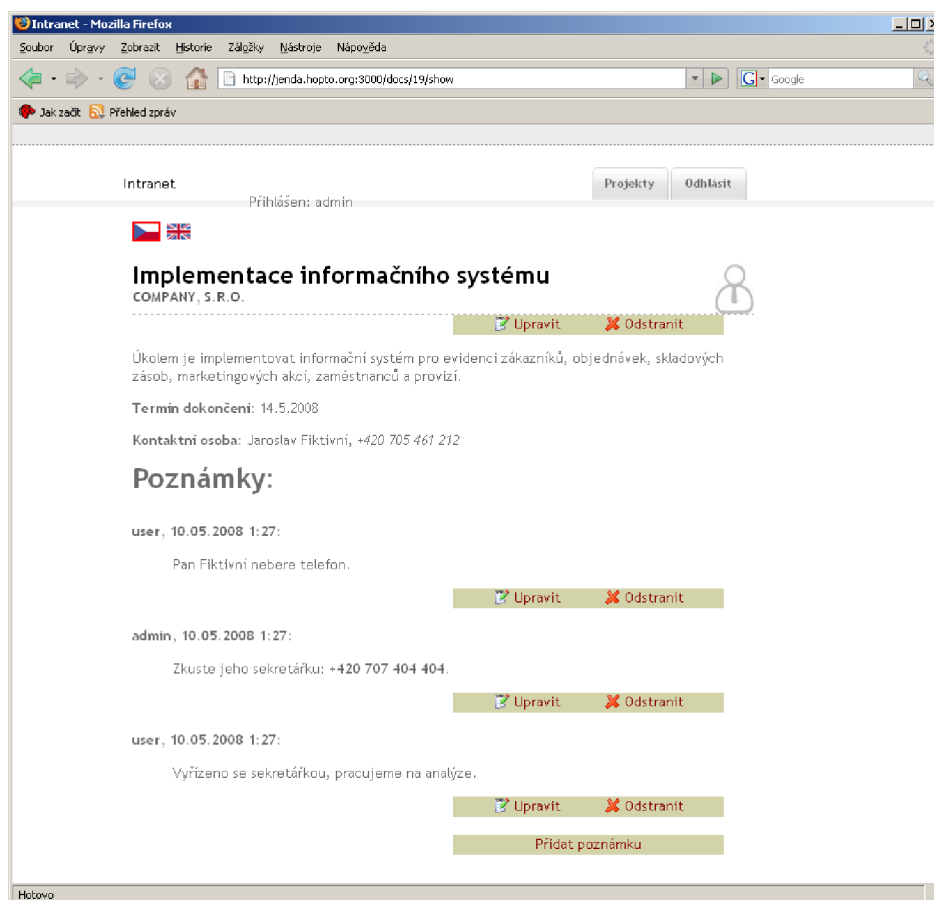 Intranet - Mozilla Firefox
Soubor Úpravy Zobrazit Historie Záložky Nástroje Nápověda
http://jenda.hopto.org:3000/docs/19/show
G Google
Jak začít Přehled zpráv
Intranet
Projekty Odhlásit
Přihlášen: admin
Implementace informačního systému
COMPANY, S.R.O.
Upravit Odstranit
Úkolem je implementovat informační systém pro evidenci zákazníků, objednávek, skladových
zásob, marketingových akcí, zaměstnanců a provizí.
Termín dokončení: 14.5.2008
Kontaktní osoba: Jaroslav Fiktivní, +420 705 461 212
Poznámky:
user, 10.05.2008 1:27:
Pan Fiktivní nebere telefon.
Upravit Odstranit
admin, 10.05.2008 1:27:
Zkuste jeho sekretářku: +420 707 404 404.
Upravit Odstranit
user, 10.05.2008 1:27:
Vyřízeno se sekretářkou, pracujeme na analýze.
Upravit Odstranit
Přidat poznámku
Hotovo